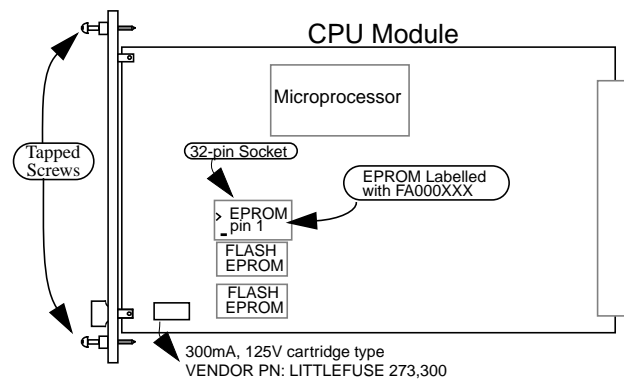 CPU Module
Microprocessor
Tapped
Screws
32-pin Socket
EPROM Labelled
with FA000XXX
> EPROM
pin 1
FLASH
EPROM
FLASH
EPROM
300mA, 125V cartridge type
VENDOR PN: LITTLEFUSE 273,300